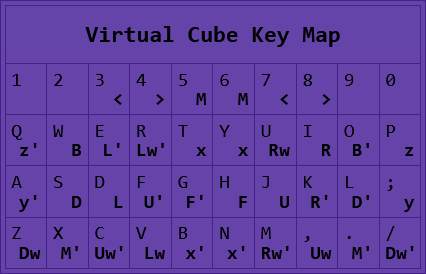 Virtual Cube Key Map
1 2 3 4 5 6 7 8 9 0
< > M M < >
Q W E R T Y U I O P
z' B L' Lw' x x Rw R B' z
A S D F G H J K L ;
y' D L U' F' F U R' D' y
Z X C V B N M , . /
Dw M' Uw' Lw x' x' Rw' Uw M' Dw'